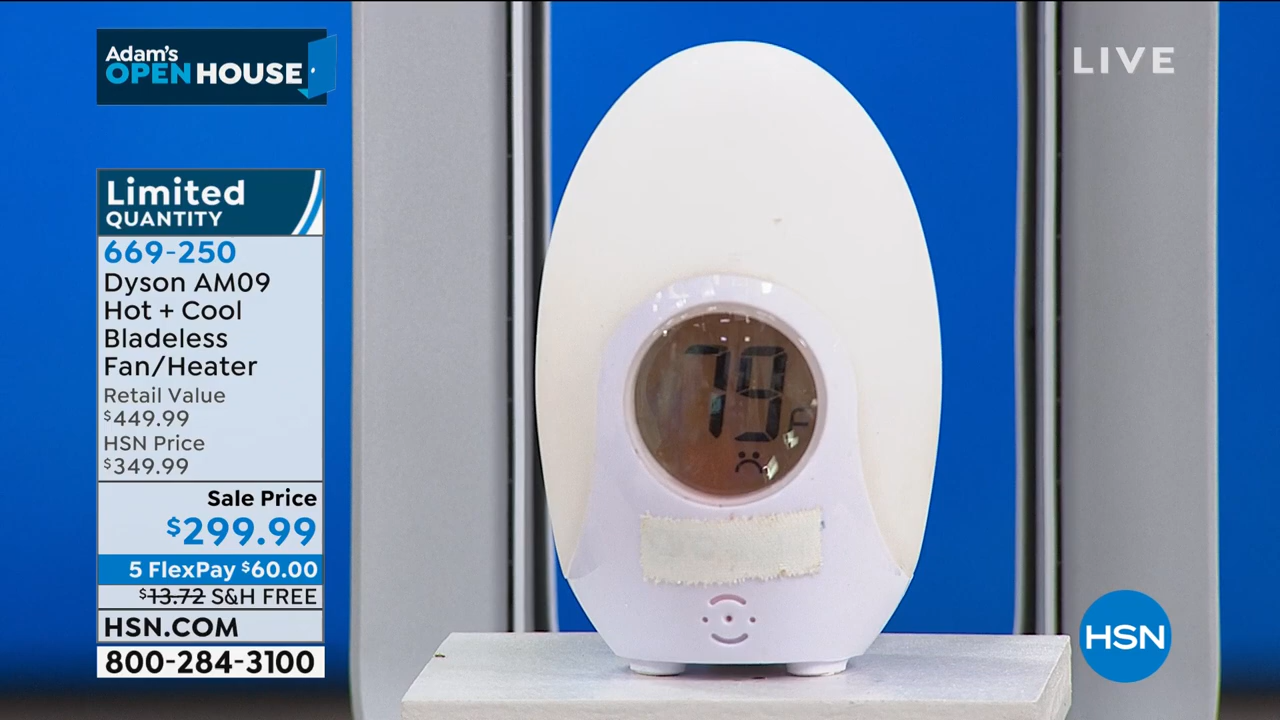 Adam's
OPEN HOUSE
LIVE
Limited
QUANTITY
669-250
Dyson AM09
Hot + Cool
Bladeless
Fan/Heater
Retail Value
$449.99
HSN Price
$349.99
Sale Price
$299.99
5 FlexPay $60.00
$13.72 S&H FREE
HSN.COM
800-284-3100
79
F
HSN